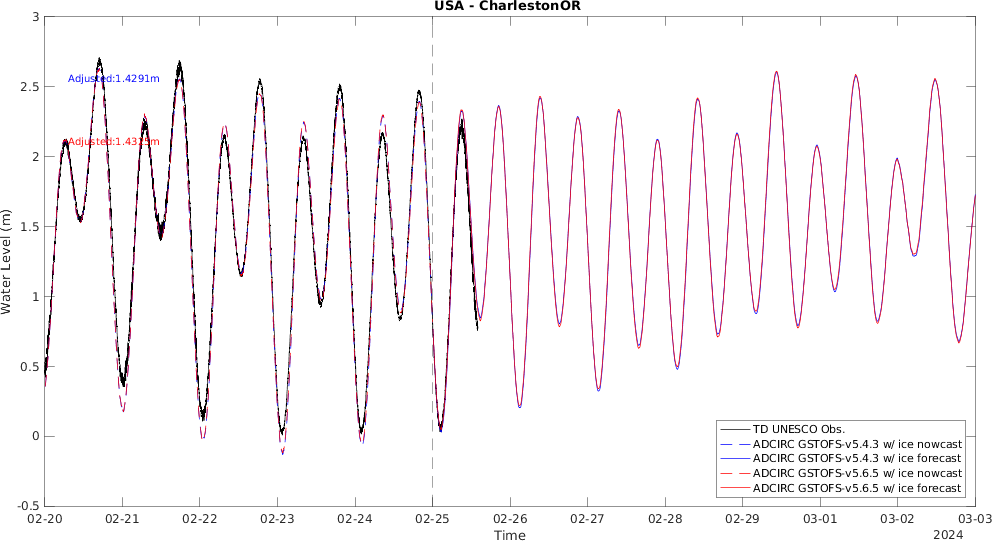 USA - CharlestonOR
3
2.5
2
1.5
1
0.5
0
-0.5
Water Level (m)
Adjusted:1.4291m
02-20 02-21 02-22 02-23 02-24 02-25 02-26 02-27 02-28 02-29 03-01 03-02 03-03
Time
2024
TD UNESCO Obs.
ADCIRC GSTOFS-v5.4.3 w/ ice nowcast
ADCIRC GSTOFS-v5.4.3 w/ ice forecast
ADCIRC GSTOFS-v5.6.5 w/ ice nowcast
ADCIRC GSTOFS-v5.6.5 w/ ice forecast